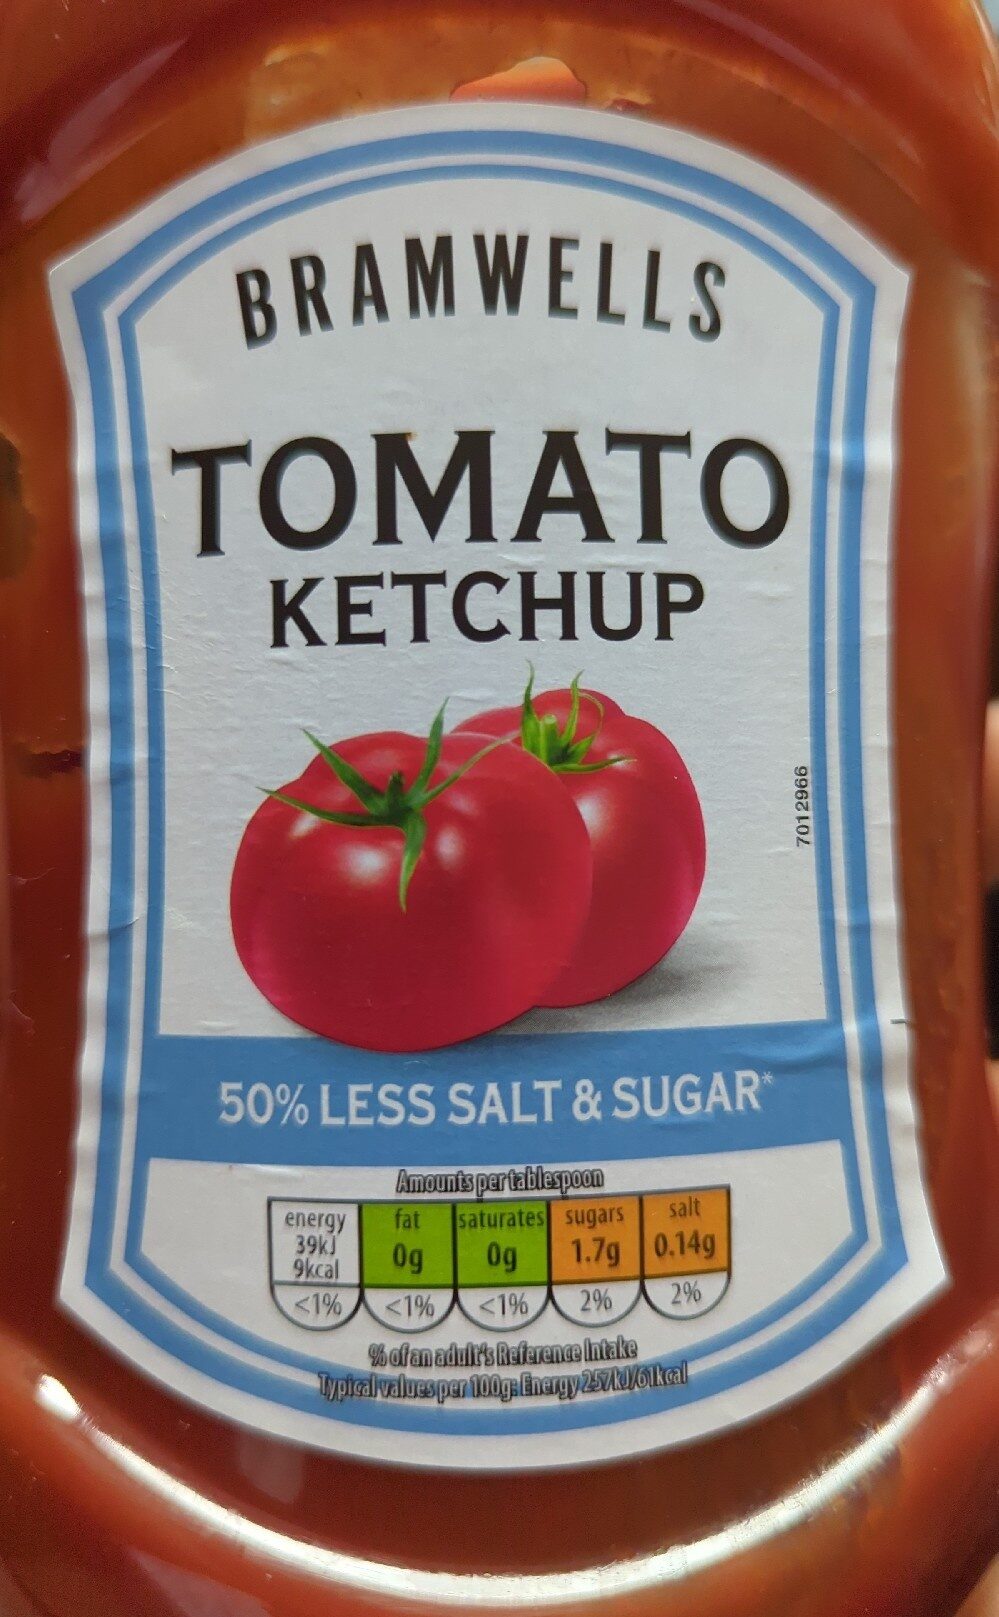 BRAMWELLS
TOMATO
KETCHUP
7012966
50% LESS SALT & SUGAR*
Amounts per tablespoon
energy fat saturates sugars salt
39kJ 0g 0g 1.7g 0.14g
9kcal
<1% <1% <1% 2% 2%
% of an adult's Reference Intake
Typical values per 100g: Energy 257kJ/61kcal